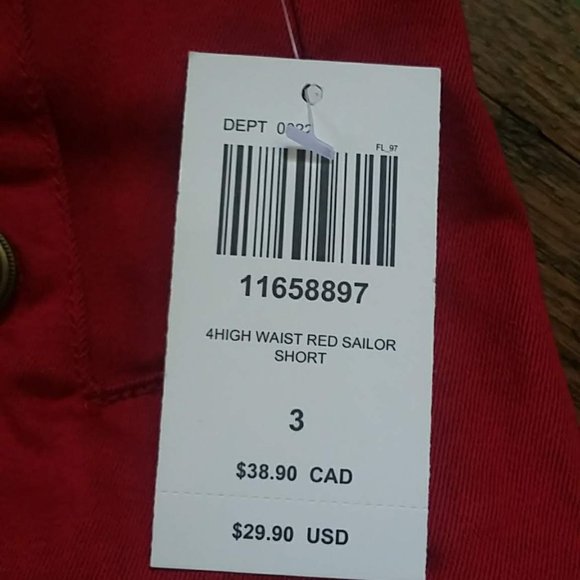 DEPT
FL_97
11658897
4HIGH WAIST RED SAILOR
SHORT
3
$38.90 CAD
$29.90 USD